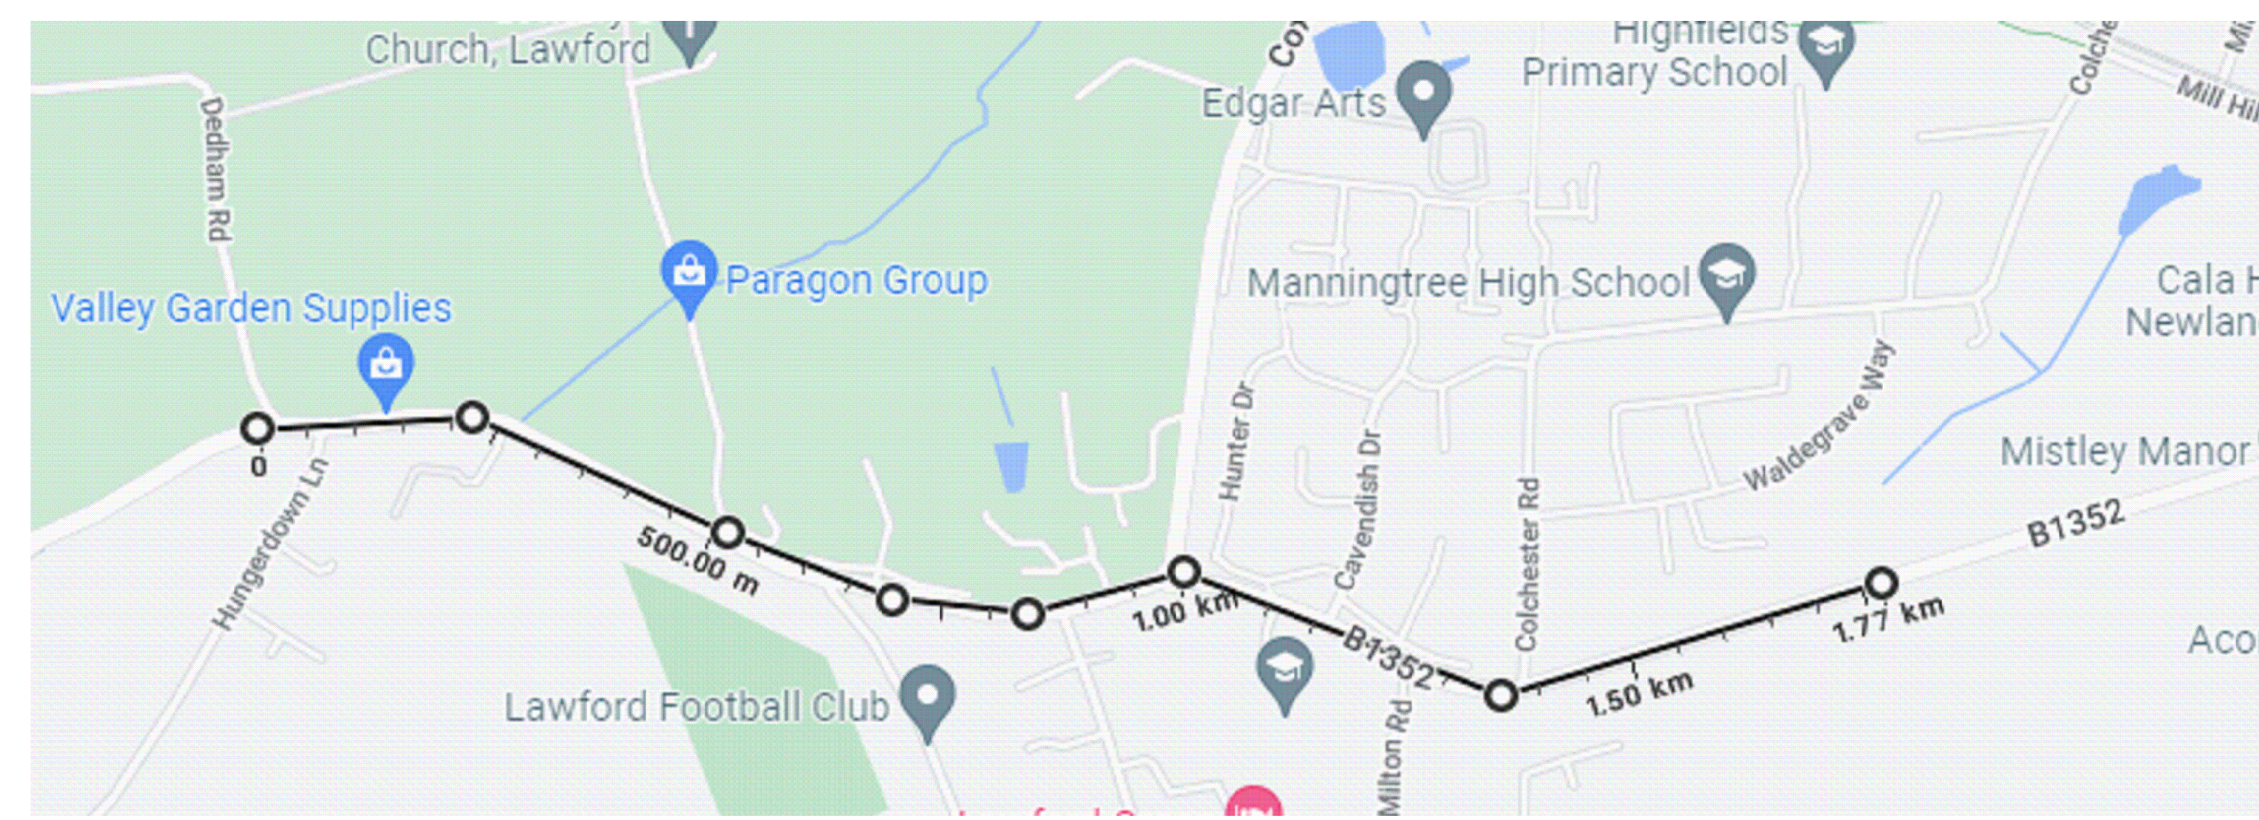 Church, Lawford
Cox
Highfields
Primary School
Colche
Mill Hil
Edgar Arts
Dedham Rd
Paragon Group
Valley Garden Supplies
Manningtree High School
Cala H
Newlan
Hunter Dr
Cavendish Dr
Waldegrave Way
Mistley Manor
B1352
Hungerdown Ln
0
500.00 m
1.00 km
Colchester Rd
B1352
1.77 km
1.50 km
Aco
Lawford Football Club
Milton Rd